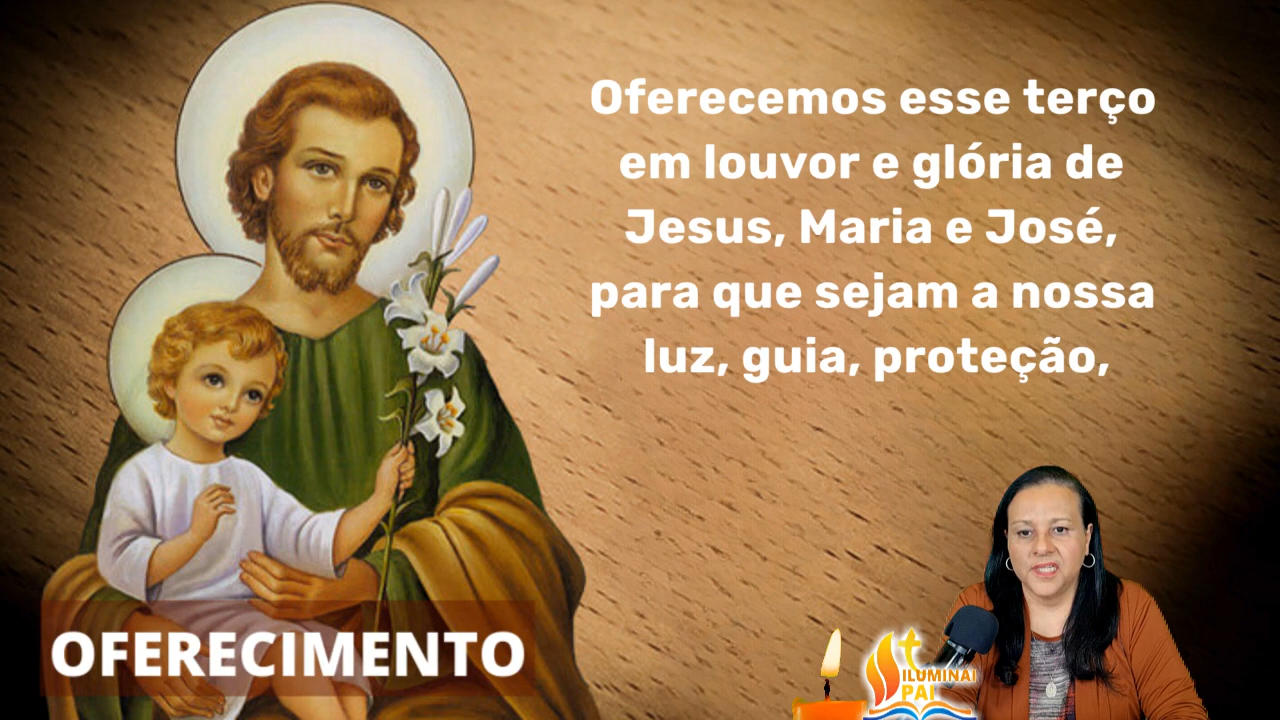 Oferecemos esse terço
em louvor e glória de
Jesus, Maria e José,
para que sejam a nossa
luz, guia, proteção,
OFERECIMENTO
ILUMINAI
PAI